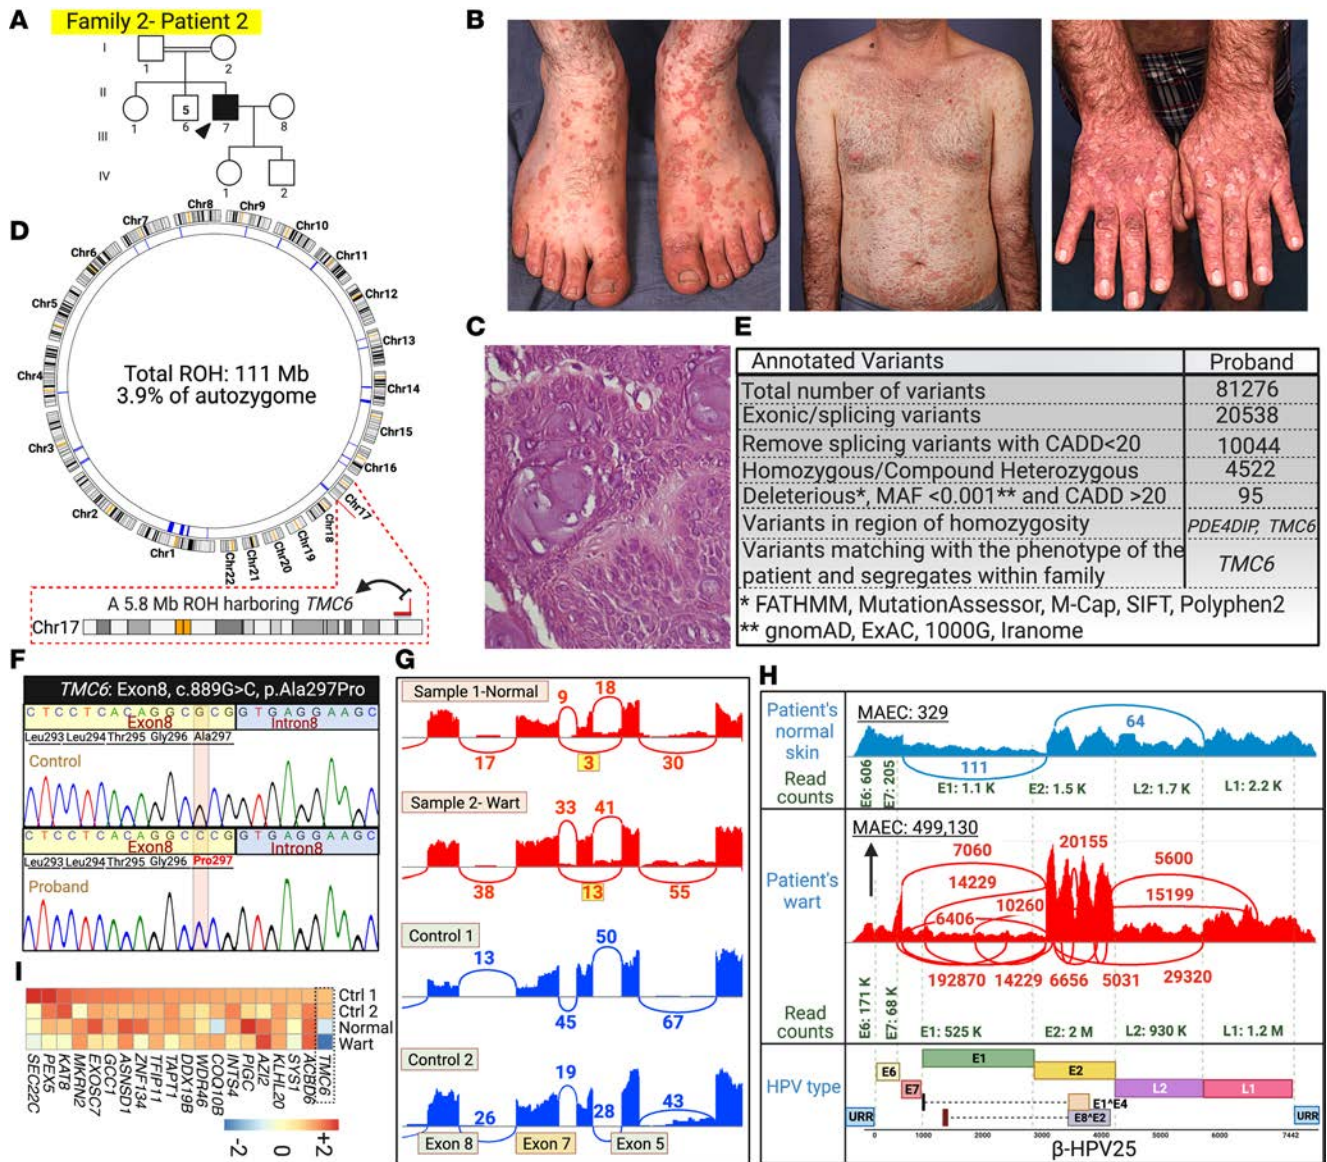 A
Family 2- Patient 2
I
1
2
II
5
1
6
7
8
III
IV
1
2
B
C
D
Chr1
Chr2
Chr3
Chr4
Chr5
Chr6
Chr7
Chr8
Chr9
Chr10
Chr11
Chr12
Chr13
Chr14
Chr15
Chr16
Chr17
Chr18
Chr19
Chr20
Chr21
Chr22
Total ROH: 111 Mb
3.9% of autozygome
A 5.8 Mb ROH harboring TMC6
Chr17
E
Annotated Variants Proband
Total number of variants 81276
Exonic/splicing variants 20538
Remove splicing variants with CADD<20 10044
Homozygous/Compound Heterozygous 4522
Deleterious*, MAF <0.001** and CADD >20 95
Variants in region of homozygosity PDE4DIP, TMC6
Variants matching with the phenotype of the
patient and segregates within family TMC6
* FATHMM, MutationAssessor, M-Cap, SIFT, Polyphen2
** gnomAD, ExAC, 1000G, Iranome
F
TMC6: Exon8, c.889G>C, p.Ala297Pro
C T C C T C A C A G G C G C G G T G A G G A A G C
Exon8 Intron8
Leu293 Leu294 Thr295 Gly296 Ala297
Control
C T C C T C A C A G G C C C G G T G A G G A A G C
Exon8 Intron8
Leu293 Leu294 Thr295 Gly296 Pro297
Proband
G
Sample 1-Normal
9
18
17
3
30
Sample 2- Wart
33
41
38
13
55
Control 1
13
50
45
67
Control 2
19
26
28
43
Exon 8
Exon 7
Exon 5
H
Patient's
normal
skin
MAEC: 329
64
111
Read
counts
E6: 606
E7: 205
E1: 1.1 K
E2: 1.5 K
L2: 1.7 K
L1: 2.2 K
Patient's
wart
MAEC: 499,130
7060
20155
5600
14229
15199
10260
6406
192870
14229
6656
5031
29320
Read
counts
E6: 171 K
E7: 68 K
E1: 525 K
E2: 2 M
L2: 930 K
L1: 1.2 M
HPV type
E1
E6
E2
E7
L2
L1
E1^E4
E8^E2
URR
URR
0
1000
2000
3000
4000
5000
6000
7442
β-HPV25
I
Ctrl 1
Ctrl 2
Normal
Wart
SEC22C
PEX5
KAT8
MKRN2
EXOSC7
GCC1
ASNSD1
ZNF134
TFIP11
TAPT1
DDX19B
WDR46
COQ10B
INTS4
PIGC
AZI2
KLHL20
SYS1
ACBD6
TMC6
-2
0
+2